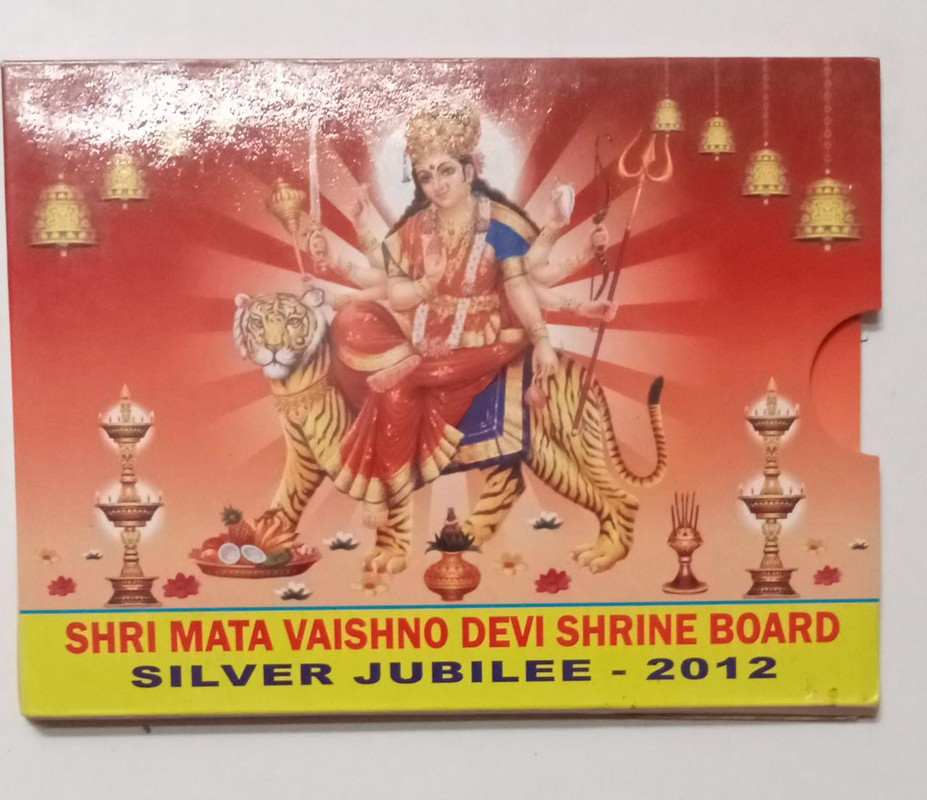 SHRI MATA VAISHNO DEVI SHRINE BOARD
SILVER JUBILEE - 2012